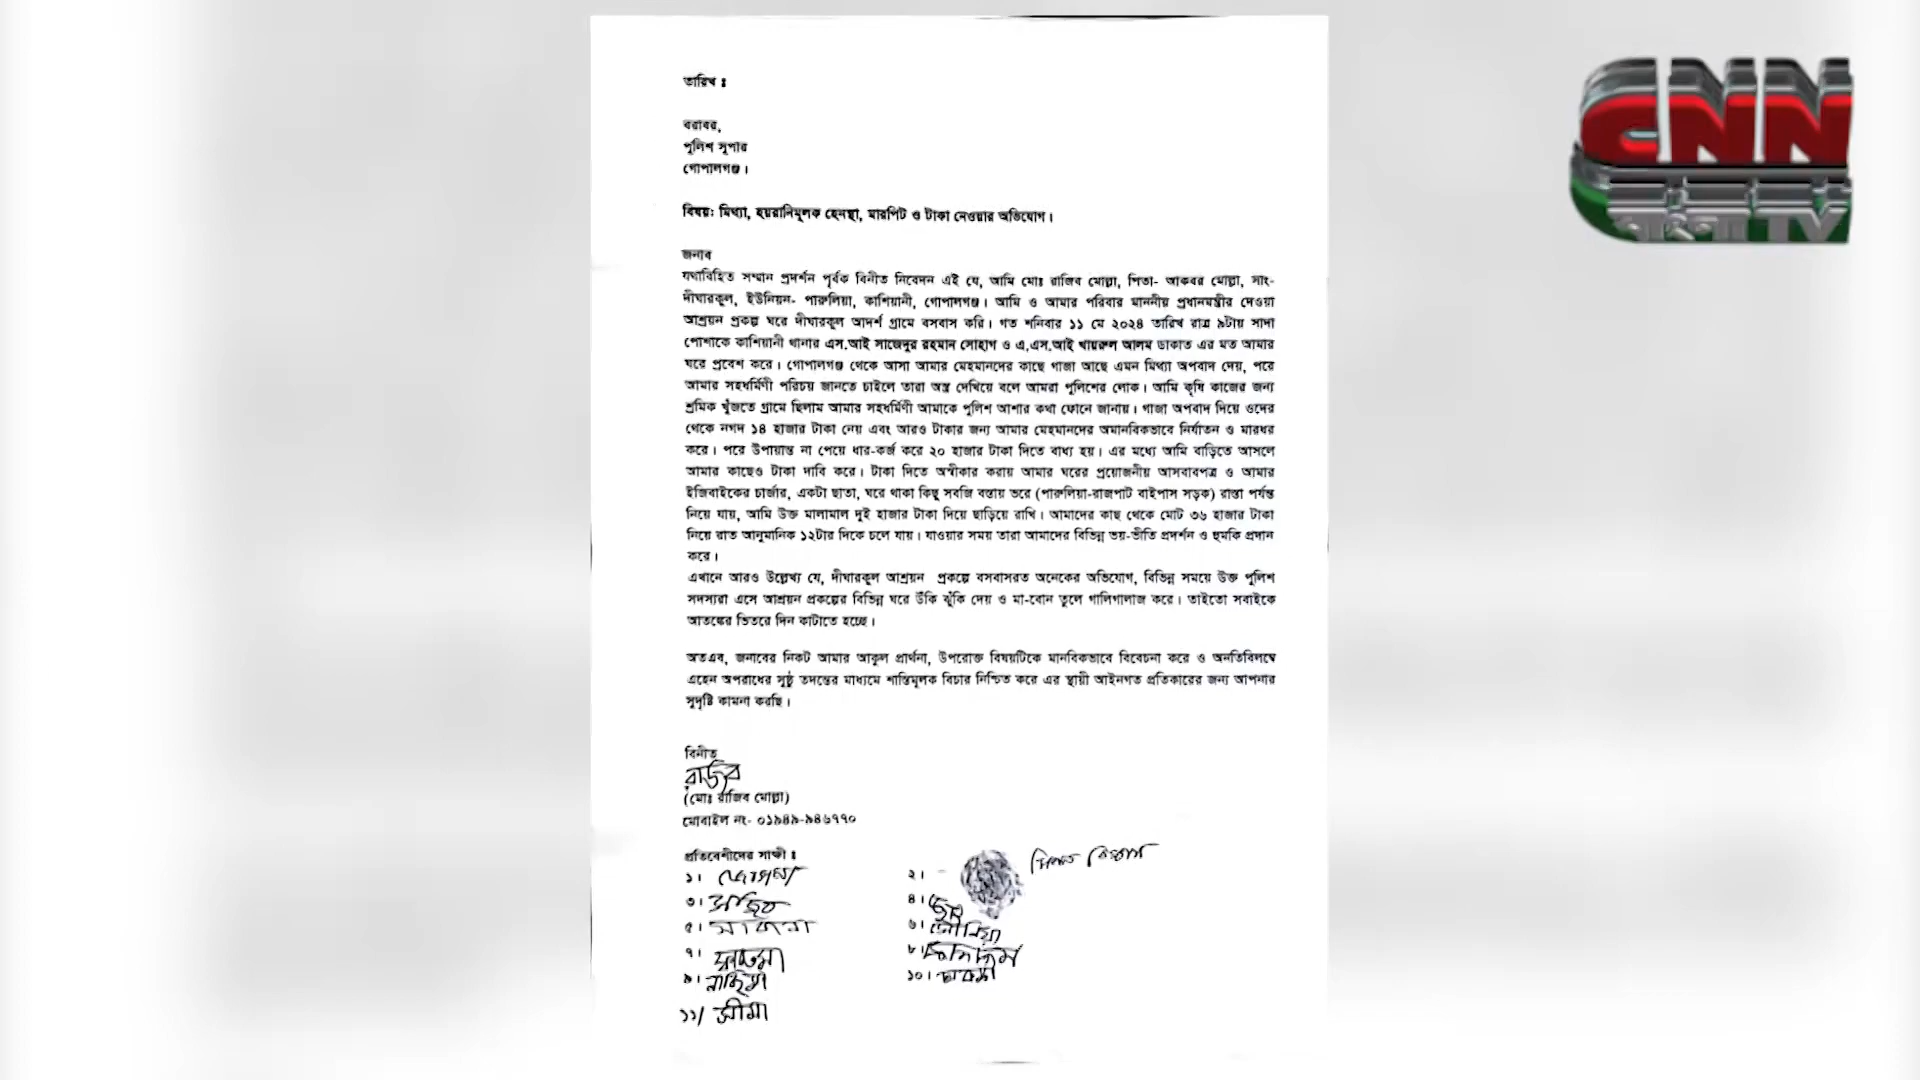 তারিখ ঃ
বরাবর,
পুলিশ সুপার
গোপালগঞ্জ।
বিষয়: মিথ্যা, হয়রানিমূলক হেনস্থা, মারপিট ও টাকা নেওয়ার অভিযোগ।
জনাব
যথাবিহিত সম্মান প্রদর্শন পূর্বক বিনীত নিবেদন এই যে, আমি মোঃ রাজিব মোল্লা, পিতা- আকবর মোল্লা, সাং-
দীঘারকুল, ইউনিয়ন- পারুলিয়া, কাশিয়ানী, গোপালগঞ্জ। আমি ও আমার পরিবার মাননীয় প্রধানমন্ত্রীর দেওয়া
আশ্রয়ন প্রকল্প ঘরে দীঘারকুল আদর্শ গ্রামে বসবাস করি। গত শনিবার ১১ মে ২০২৪ তারিখ রাত্র ৯টায় সাদা
পোশাকে কাশিয়ানী থানার এস.আই সাজেদুর রহমান সোহাগ ও এ,এস.আই খায়রুল আলম ডাকাত এর মত আমার
ঘরে প্রবেশ করে। গোপালগঞ্জ থেকে আসা আমার মেহমানদের কাছে গাজা আছে এমন মিথ্যা অপবাদ দেয়, পরে
আমার সহধর্মিণী পরিচয় জানতে চাইলে তারা অস্ত্র দেখিয়ে বলে আমরা পুলিশের লোক। আমি কৃষি কাজের জন্য
শ্রমিক খুঁজতে গ্রামে ছিলাম আমার সহধর্মিণী আমাকে পুলিশ আশার কথা ফোনে জানায়। গাজা অপবাদ দিয়ে ওদের
থেকে নগদ ১৪ হাজার টাকা নেয় এবং আরও টাকার জন্য আমার মেহমানদের অমানবিকভাবে নির্যাতন ও মারধর
করে। পরে উপায়ান্ত না পেয়ে ধার-কর্জ করে ২০ হাজার টাকা দিতে বাধ্য হয়। এর মধ্যে আমি বাড়িতে আসলে
আমার কাছেও টাকা দাবি করে। টাকা দিতে অস্বীকার করায় আমার ঘরের প্রয়োজনীয় আসবাবপত্র ও আমার
ইজিবাইকের চার্জার, একটা ছাতা, ঘরে থাকা কিছু সবজি বস্তায় ভরে (পারুলিয়া-রাজপাট বাইপাস সড়ক) রাস্তা পর্যন্ত
নিয়ে যায়, আমি উক্ত মালামাল দুই হাজার টাকা দিয়ে ছাড়িয়ে রাখি। আমাদের কাছ থেকে মোট ৩৬ হাজার টাকা
নিয়ে রাত আনুমানিক ১২টার দিকে চলে যায়। যাওয়ার সময় তারা আমাদের বিভিন্ন ভয়-ভীতি প্রদর্শন ও হুমকি প্রদান
করে।
এখানে আরও উল্লেখ্য যে, দীঘারকুল আশ্রয়ন প্রকল্পে বসবাসরত অনেকের অভিযোগ, বিভিন্ন সময়ে উক্ত পুলিশ
সদস্যরা এসে আশ্রয়ন প্রকল্পের বিভিন্ন ঘরে উঁকি ঝুঁকি দেয় ও মা-বোন তুলে গালিগালাজ করে। তাইতো সবাইকে
আতঙ্কের ভিতরে দিন কাটাতে হচ্ছে।
অতএব, জনাবের নিকট আমার আকুল প্রার্থনা, উপরোক্ত বিষয়টিকে মানবিকভাবে বিবেচনা করে ও অনতিবিলম্বে
এহেন অপরাধের সুষ্ঠু তদন্তের মাধ্যমে শাস্তিমূলক বিচার নিশ্চিত করে এর স্থায়ী আইনগত প্রতিকারের জন্য আপনার
সুদৃষ্টি কামনা করছি।
বিনীত
রাজিব
(মোঃ রাজিব মোল্লা)
মোবাইল নং- ০১৯৪৯-৯৪৬৭৭০
প্রতিবেশীদের সাক্ষী ঃ
১।
২।
৩।
৪।
৫।
৬।
৭। ফাতেমা
৮।
৯।
১০।
১১/ সীমা
CNN
বাংলা TV